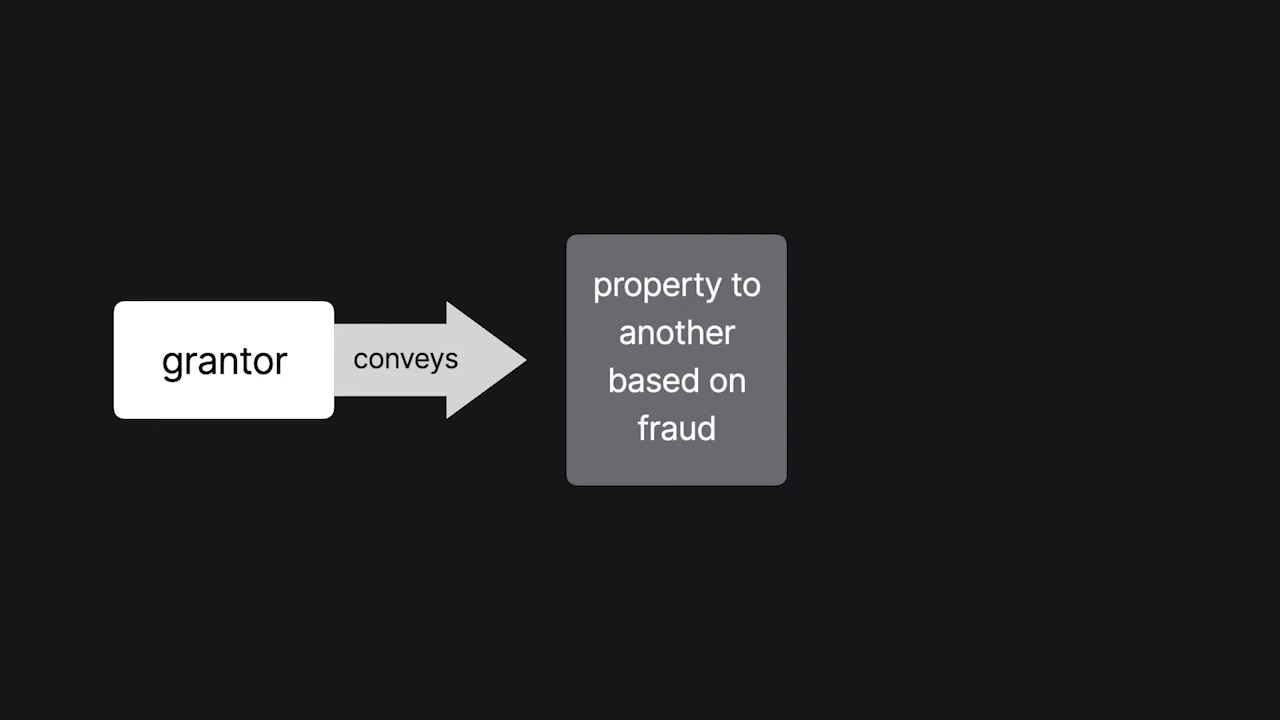 grantor
conveys
property to
another
based on
fraud